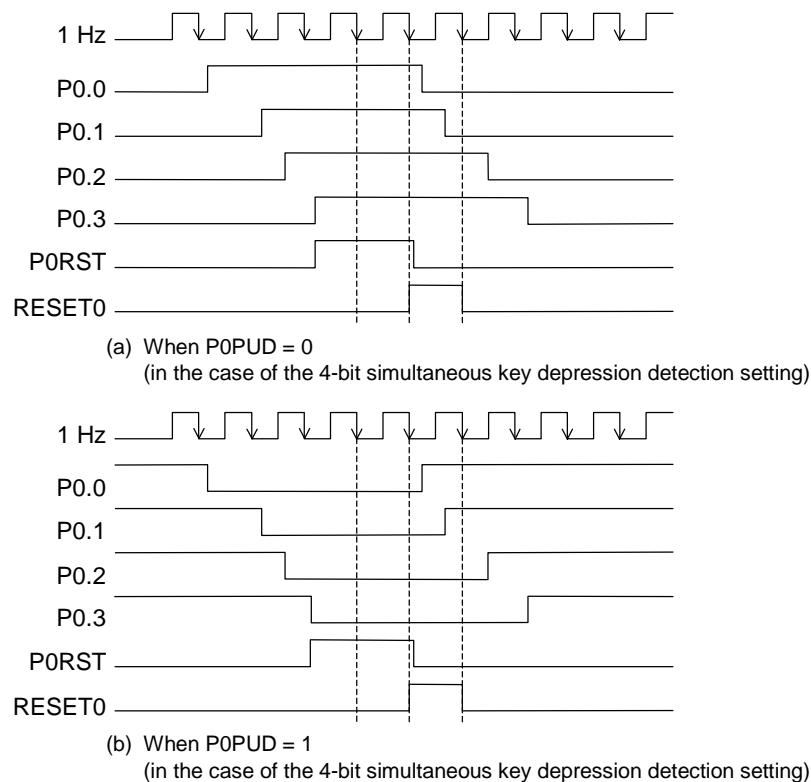 1 Hz
P0.0
P0.1
P0.2
P0.3
P0RST
RESET0
(a) When P0PUD = 0
(in the case of the 4-bit simultaneous key depression detection setting)
1 Hz
P0.0
P0.1
P0.2
P0.3
P0RST
RESET0
(b) When P0PUD = 1
(in the case of the 4-bit simultaneous key depression detection setting)